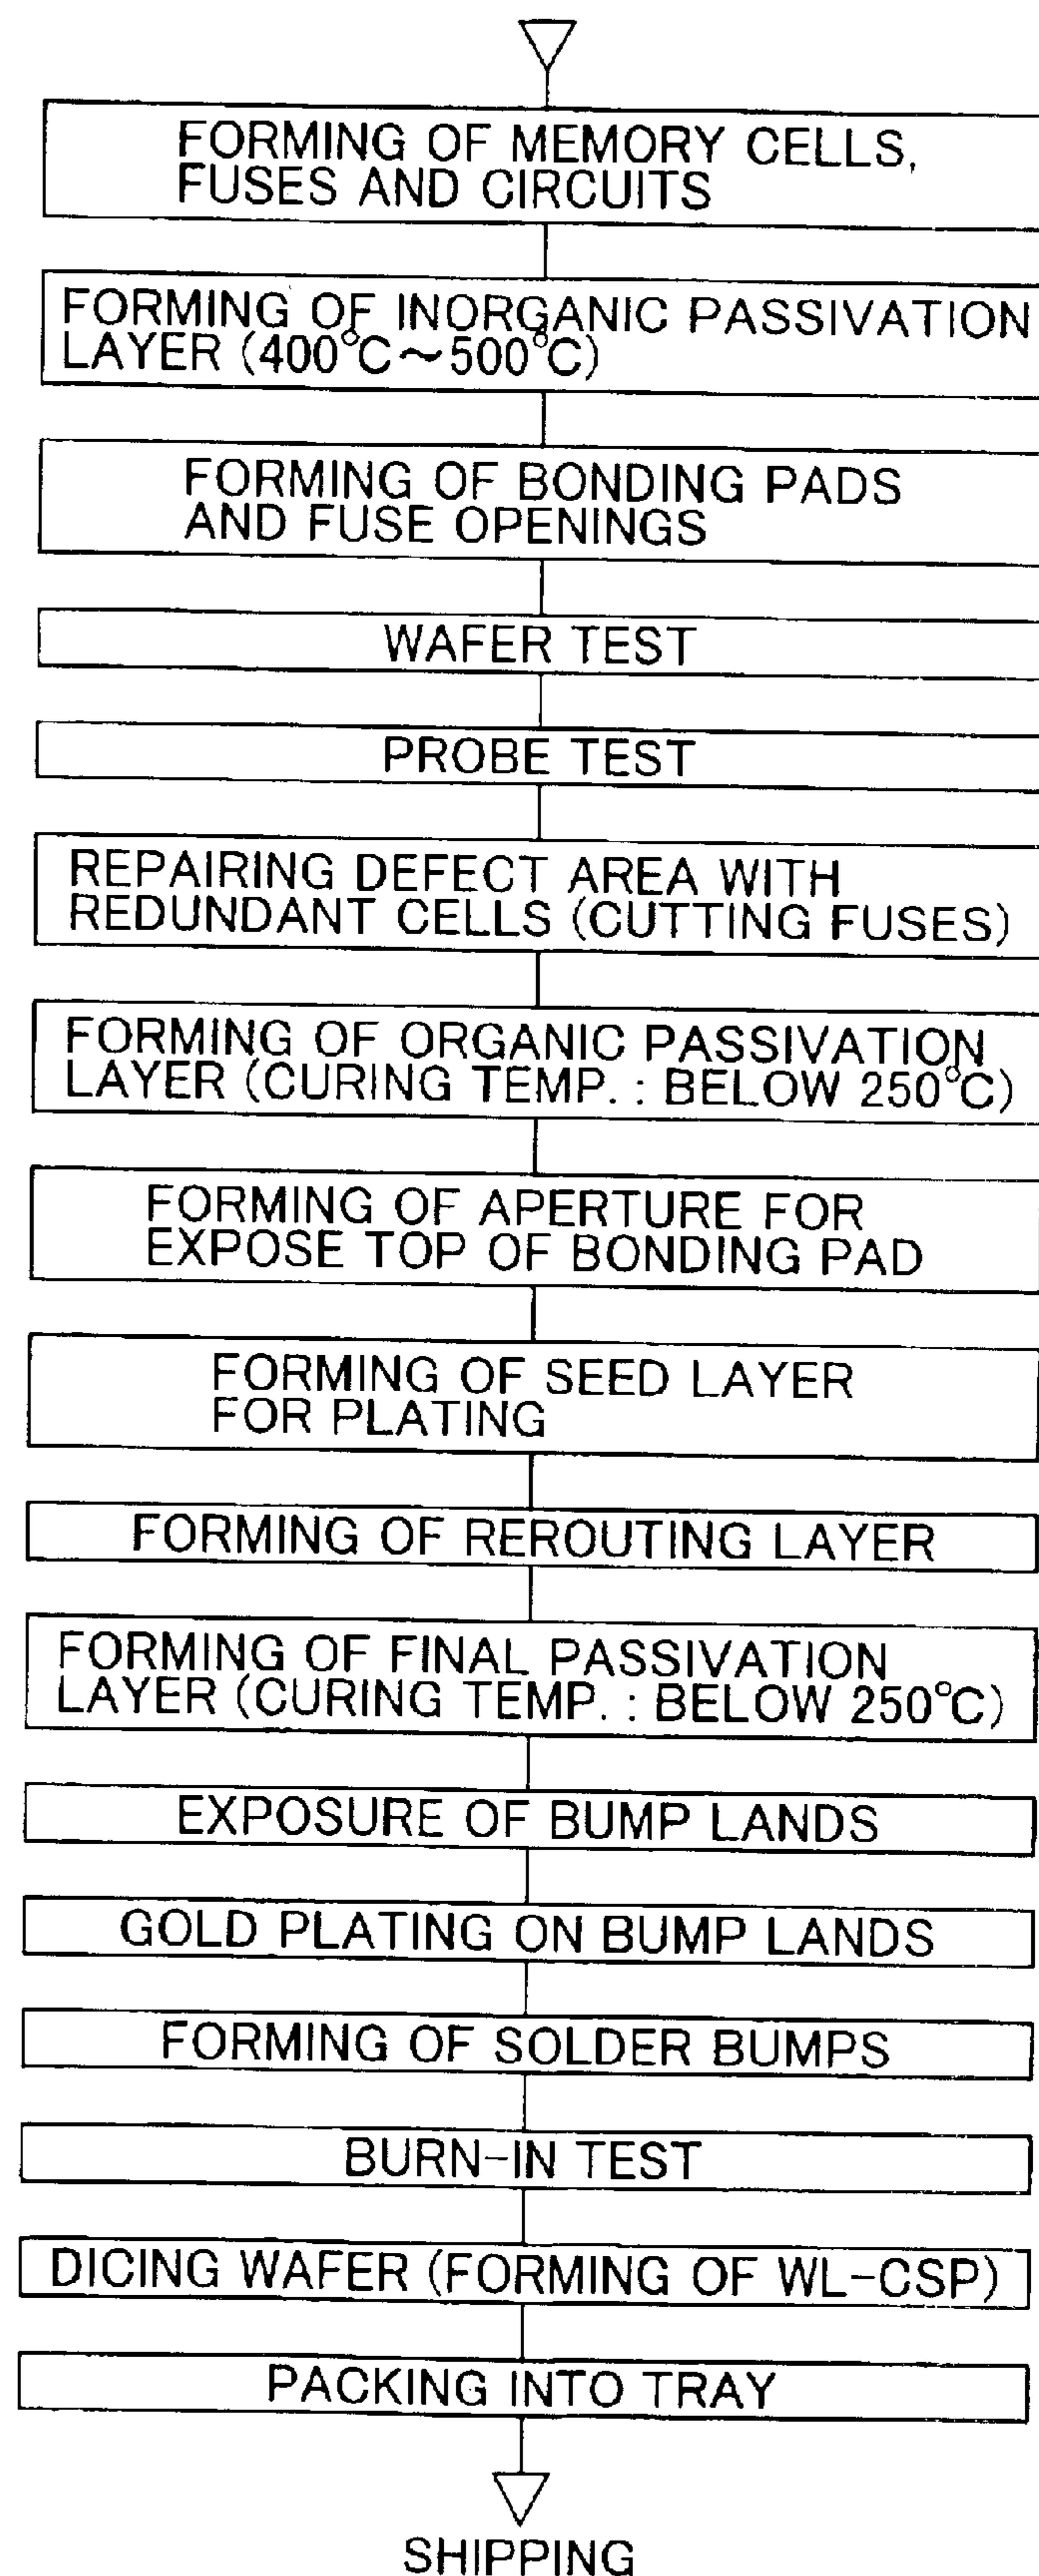 FORMING OF MEMORY CELLS,
FUSES AND CIRCUITS
FORMING OF INORGANIC PASSIVATION
LAYER (400°C～500°C)
FORMING OF BONDING PADS
AND FUSE OPENINGS
WAFER TEST
PROBE TEST
REPAIRING DEFECT AREA WITH
REDUNDANT CELLS (CUTTING FUSES)
FORMING OF ORGANIC PASSIVATION
LAYER (CURING TEMP. : BELOW 250°C)
FORMING OF APERTURE FOR
EXPOSE TOP OF BONDING PAD
FORMING OF SEED LAYER
FOR PLATING
FORMING OF REROUTING LAYER
FORMING OF FINAL PASSIVATION
LAYER (CURING TEMP. : BELOW 250°C)
EXPOSURE OF BUMP LANDS
GOLD PLATING ON BUMP LANDS
FORMING OF SOLDER BUMPS
BURN-IN TEST
DICING WAFER (FORMING OF WL-CSP)
PACKING INTO TRAY
SHIPPING